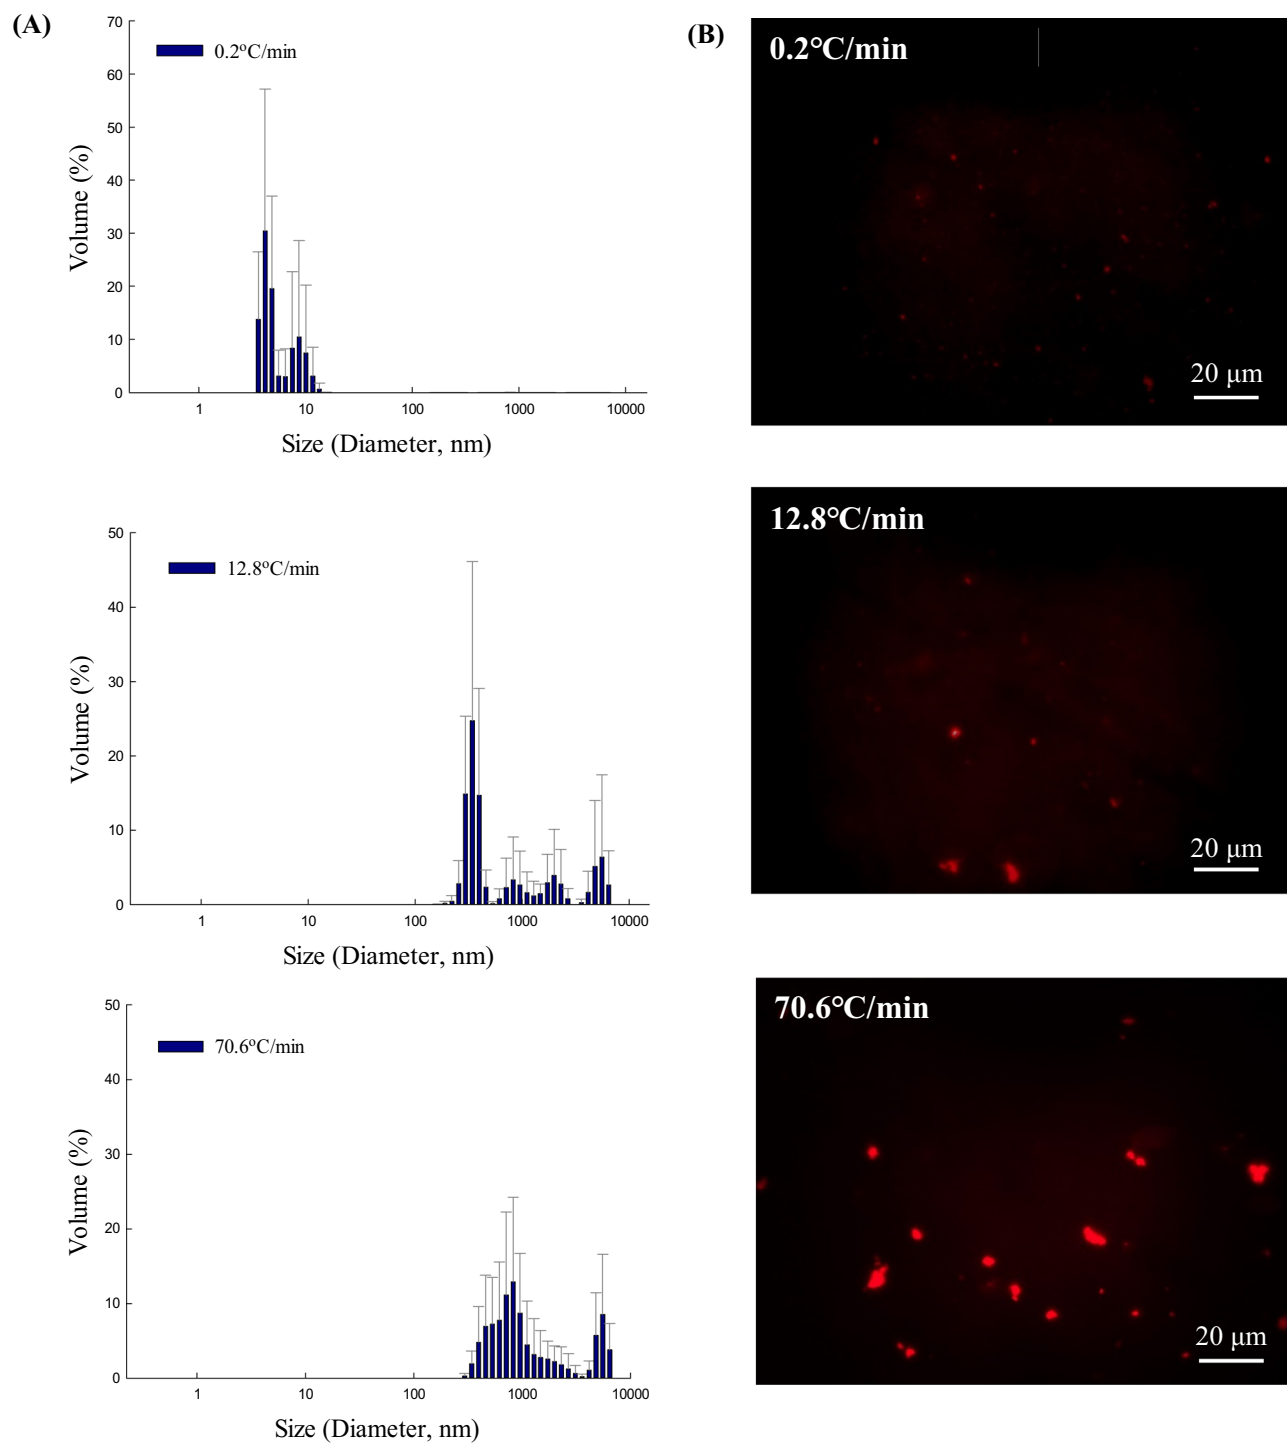 (A)
70
60
50
40
30
20
10
0
Volume (%)
0.2°C/min
1 10 100 1000 10000
Size (Diameter, nm)
50
40
30
20
10
0
Volume (%)
12.8°C/min
1 10 100 1000 10000
Size (Diameter, nm)
50
40
30
20
10
0
Volume (%)
70.6°C/min
1 10 100 1000 10000
Size (Diameter, nm)
(B)
0.2°C/min
20 µm
12.8°C/min
20 µm
70.6°C/min
20 µm